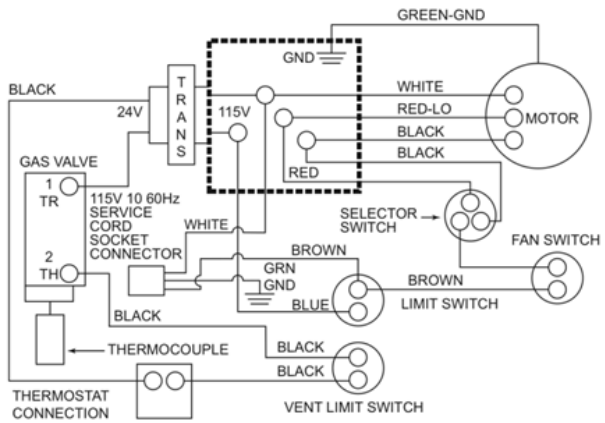 GREEN-GND
GND
BLACK
TRANS
24V
115V
WHITE
RED-LO
MOTOR
BLACK
BLACK
GAS VALVE
RED
1
TR
115V 10 60Hz
SERVICE
CORD
SOCKET
CONNECTOR
WHITE
SELECTOR
SWITCH
FAN SWITCH
2
TH
BROWN
GRN
GND
BROWN
LIMIT SWITCH
BLUE
BLACK
THERMOCOUPLE
BLACK
BLACK
THERMOSTAT
CONNECTION
VENT LIMIT SWITCH